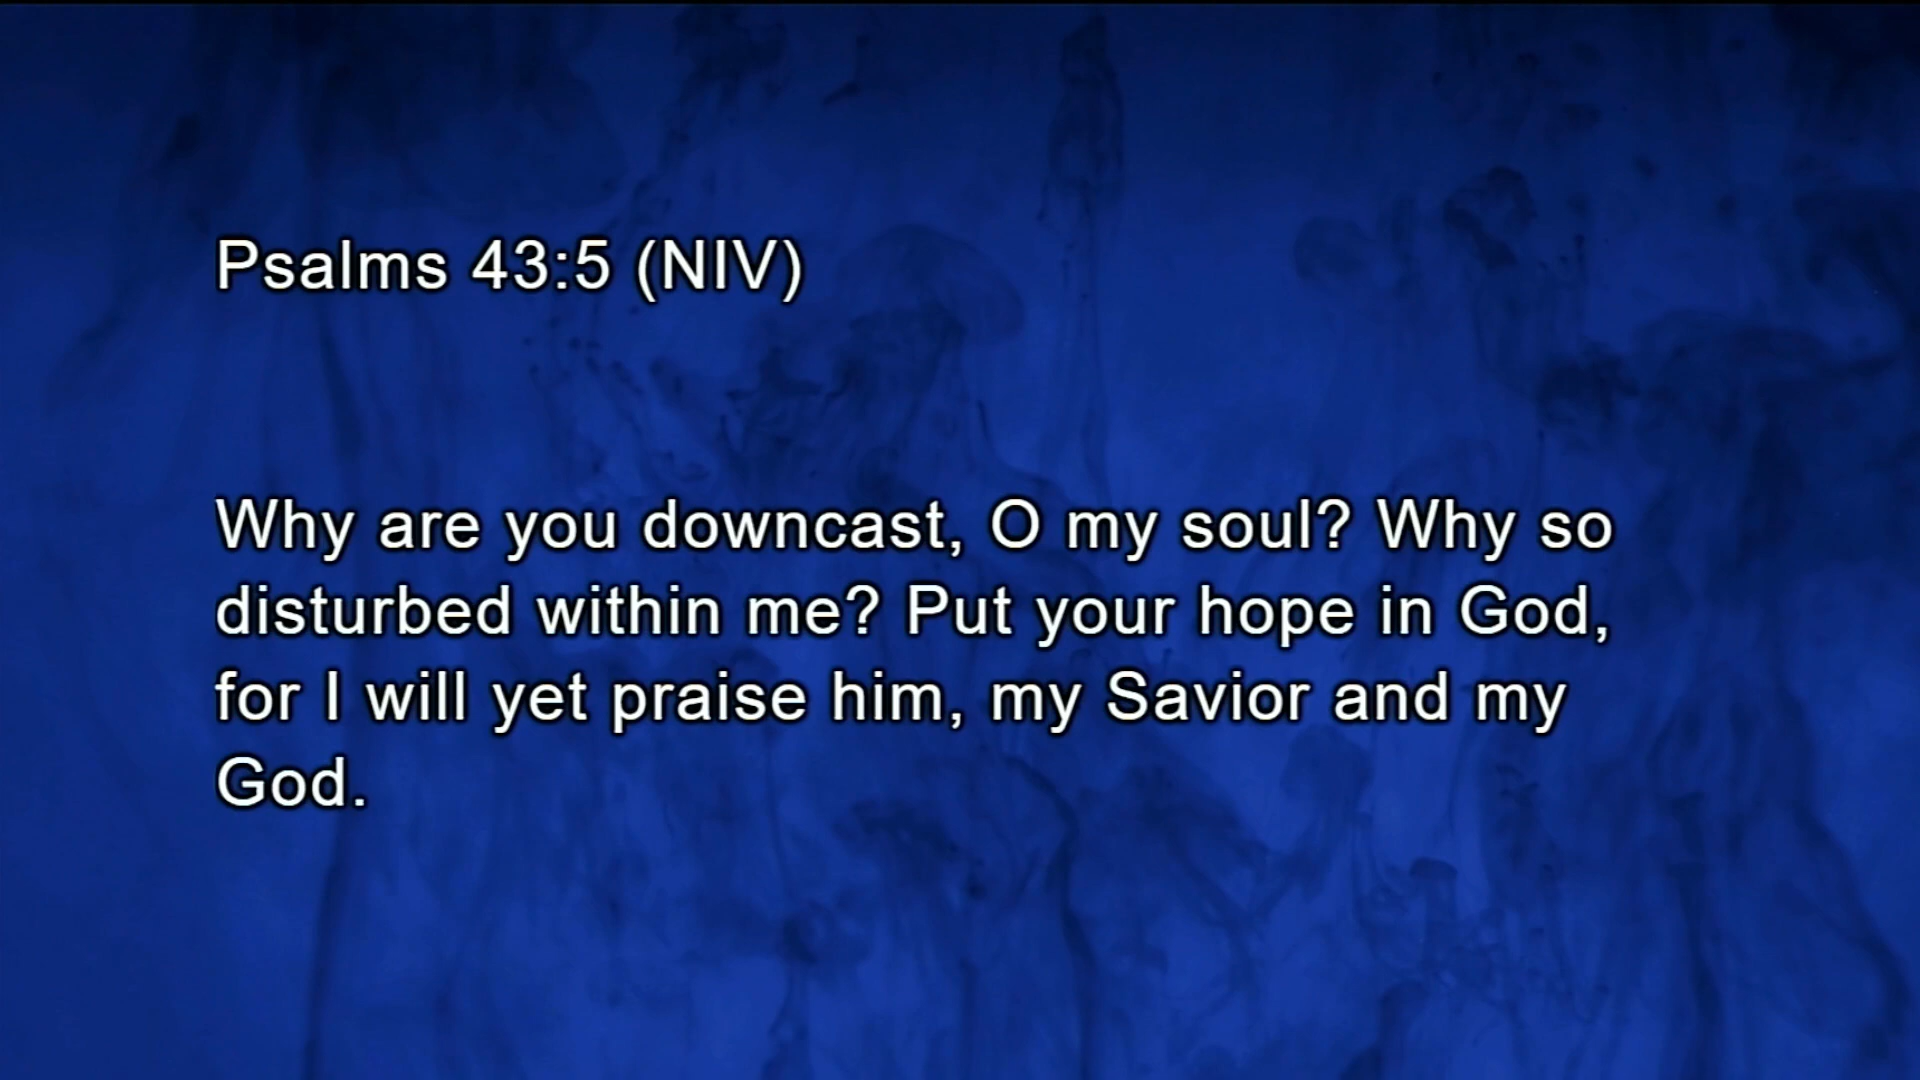 Psalms 43:5 (NIV)
Why are you downcast, O my soul? Why so
disturbed within me? Put your hope in God,
for I will yet praise him, my Savior and my
God.